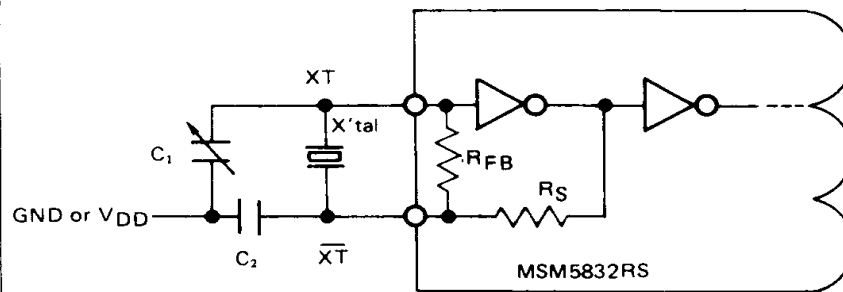 XT
X'tal
C₁
R_FB
R_S
GND or V_DD
C₂
X̅T̅
MSM5832RS